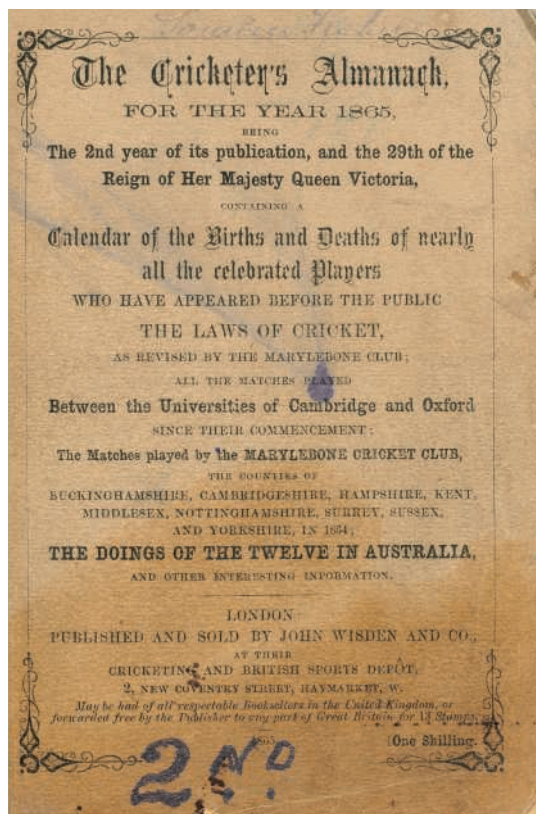 The Cricketer's Almanack,
FOR THE YEAR 1865,
BEING
The 2nd year of its publication, and the 29th of the
Reign of Her Majesty Queen Victoria,
CONTAINING A
Calendar of the Births and Deaths of nearly
all the celebrated Players
WHO HAVE APPEARED BEFORE THE PUBLIC
THE LAWS OF CRICKET,
AS REVISED BY THE MARYLEBONE CLUB;
ALL THE MATCHES PLAYED
Between the Universities of Cambridge and Oxford
SINCE THEIR COMMENCEMENT;
The Matches played by the MARYLEBONE CRICKET CLUB,
THE COUNTIES OF
BUCKINGHAMSHIRE, CAMBRIDGESHIRE, HAMPSHIRE, KENT,
MIDDLESEX, NOTTINGHAMSHIRE, SURREY, SUSSEX,
AND YORKSHIRE, IN 1864;
THE DOINGS OF THE TWELVE IN AUSTRALIA,
AND OTHER INTERESTING INFORMATION.
LONDON:
PUBLISHED AND SOLD BY JOHN WISDEN AND CO.,
AT THEIR
CRICKETING AND BRITISH SPORTS DEPÔT,
2, NEW COVENTRY STREET, HAYMARKET, W.
May be had of all respectable Booksellers in the United Kingdom, or
forwarded free by the Publisher to any part of Great Britain for 13 Stamps.
1865.
One Shilling.
2 No